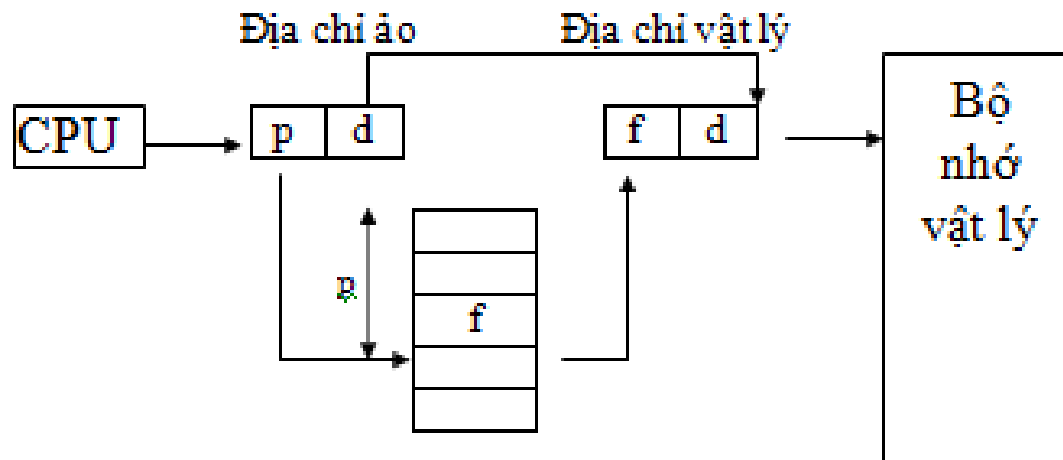 Địa chỉ ảo
Địa chỉ vật lý
CPU
p
d
f
d
Bộ
nhớ
vật lý
p
f